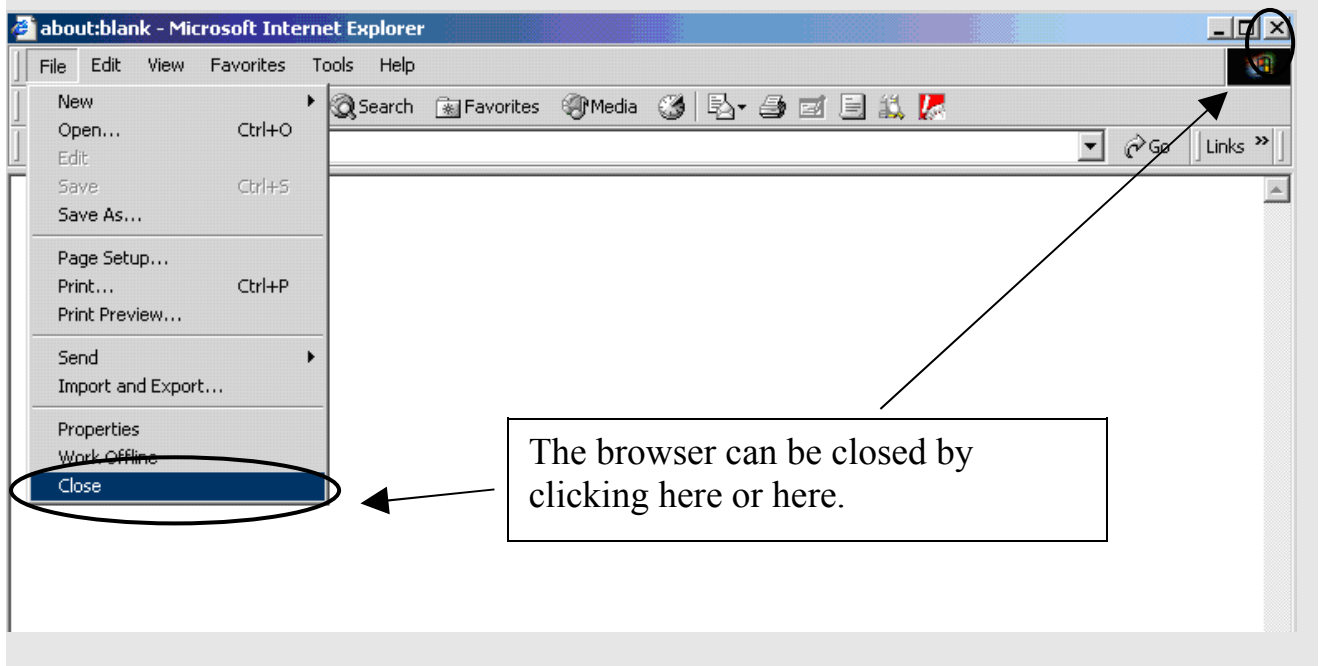 about:blank - Microsoft Internet Explorer
File Edit View Favorites Tools Help
Search Favorites Media
Go Links »
New
Open... Ctrl+O
Edit
Save Ctrl+S
Save As...
Page Setup...
Print... Ctrl+P
Print Preview...
Send
Import and Export...
Properties
Work Offline
Close
The browser can be closed by
clicking here or here.